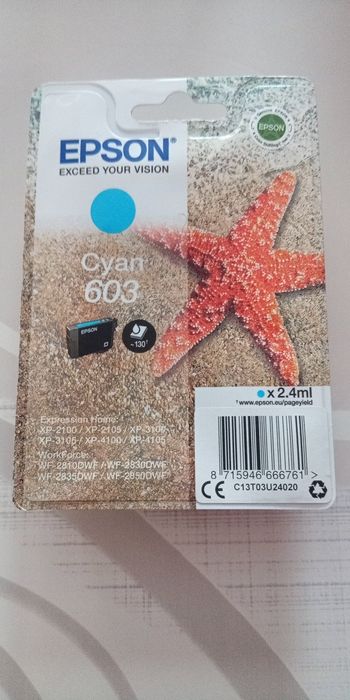 EPSON®
EXCEED YOUR VISION
EPSON
Cyan
603
EPSON
~130†
x 2.4ml
† www.epson.eu/pageyield
Expression Home:
XP-2100 / XP-2105 / XP-3100
XP-3105 / XP-4100 / XP-4105
WorkForce:
WF-2810DWF / WF-2830DWF
WF-2835DWF / WF-2850DWF
8 715946 666761 >
CE C13T03U24020